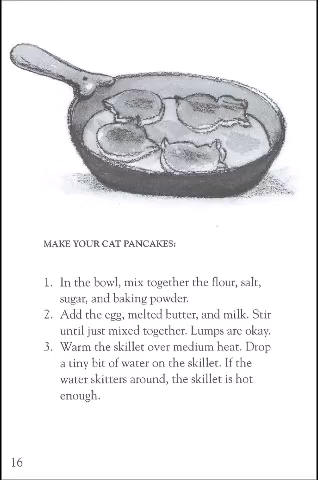 MAKE YOUR CAT PANCAKES:
1. In the bowl, mix together the flour, salt,
sugar, and baking powder.
2. Add the egg, melted butter, and milk. Stir
until just mixed together. Lumps are okay.
3. Warm the skillet over medium heat. Drop
a tiny bit of water on the skillet. If the
water skitters around, the skillet is hot
enough.
16